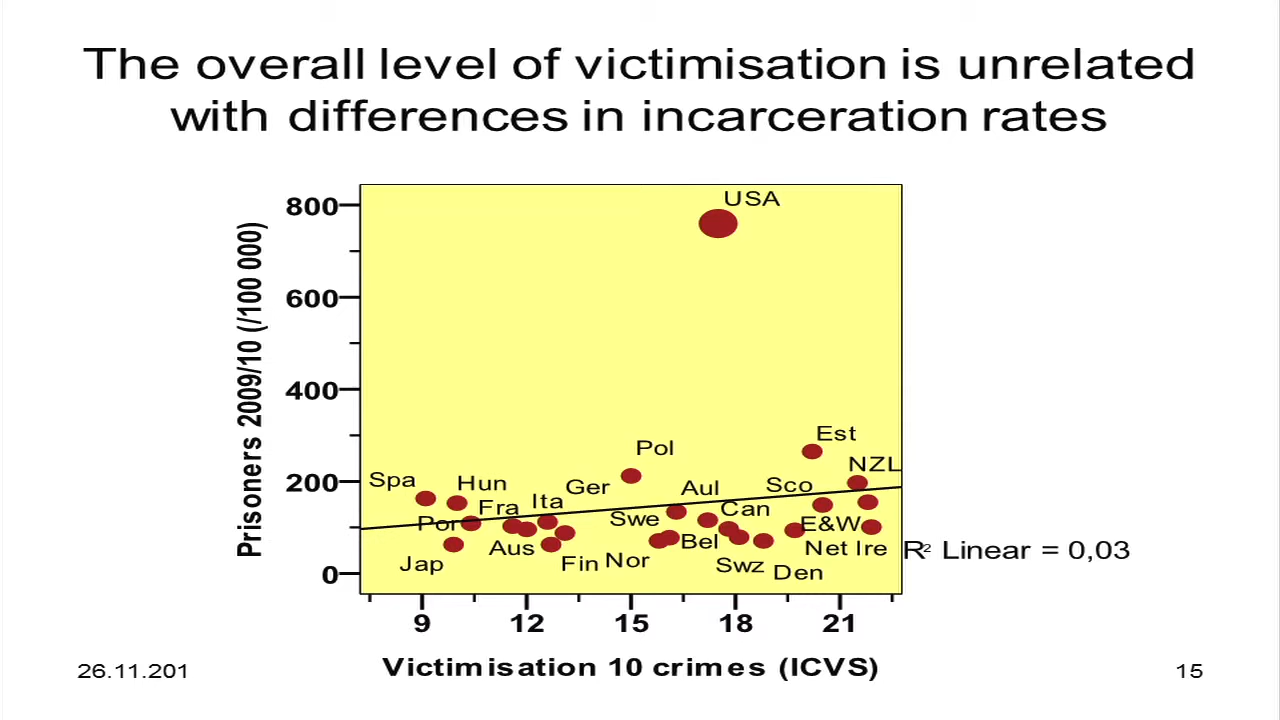 The overall level of victimisation is unrelated
with differences in incarceration rates
Prisoners 2009/10 (/100 000)
800
600
400
200
0
USA
Est
Pol
NZL
Spa
Hun
Ger
Aul
Sco
Fra
Ita
Por
Swe
Can
E&W
Aus
Bel
Net
Ire
Jap
Fin
Nor
Swz
Den
R² Linear = 0,03
9
12
15
18
21
Victimisation 10 crimes (ICVS)
26.11.201
15